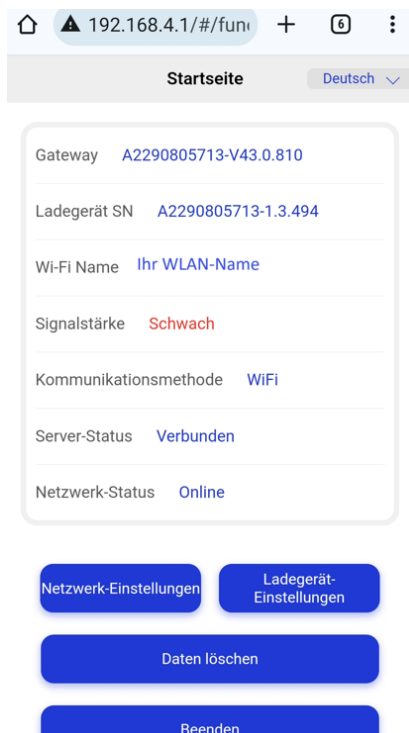 192.168.4.1/#/fun
6
Startseite
Deutsch
Gateway A2290805713-V43.0.810
Ladegerät SN A2290805713-1.3.494
Wi-Fi Name Ihr WLAN-Name
Signalstärke Schwach
Kommunikationsmethode WiFi
Server-Status Verbunden
Netzwerk-Status Online
Netzwerk-Einstellungen
Ladegerät-
Einstellungen
Daten löschen
Beenden